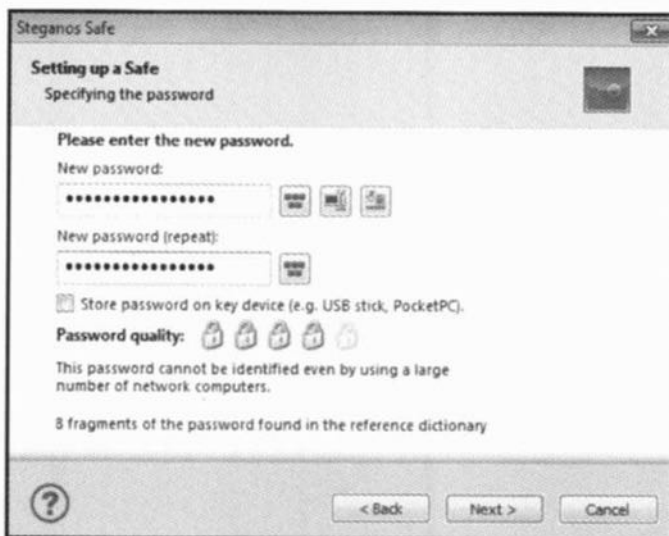 Steganos Safe
Setting up a Safe
Specifying the password
Please enter the new password.
New password:
••••••••••••••••
New password (repeat):
••••••••••••••••
Store password on key device (e.g. USB stick, PocketPC).
Password quality:
This password cannot be identified even by using a large
number of network computers.
8 fragments of the password found in the reference dictionary
?
< Back
Next >
Cancel